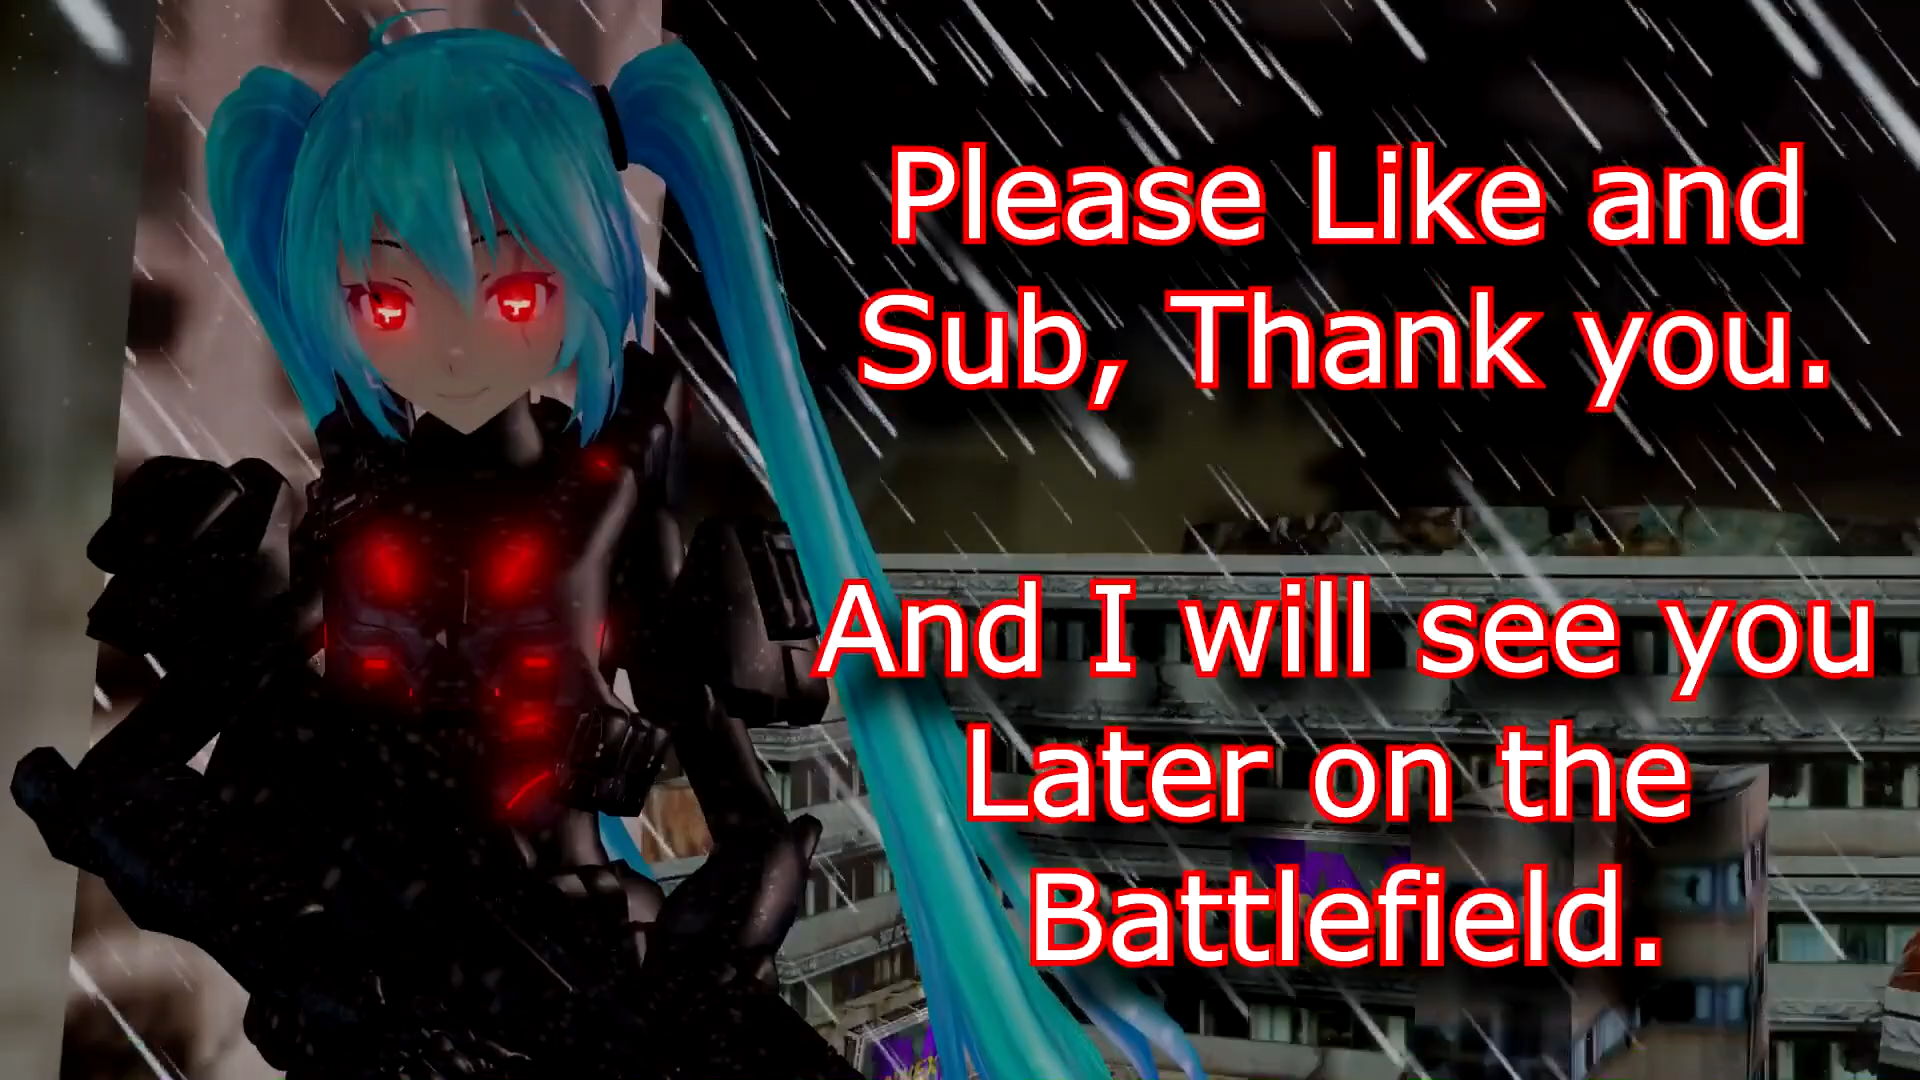 Please Like and
Sub, Thank you.
And I will see you
Later on the
Battlefield.